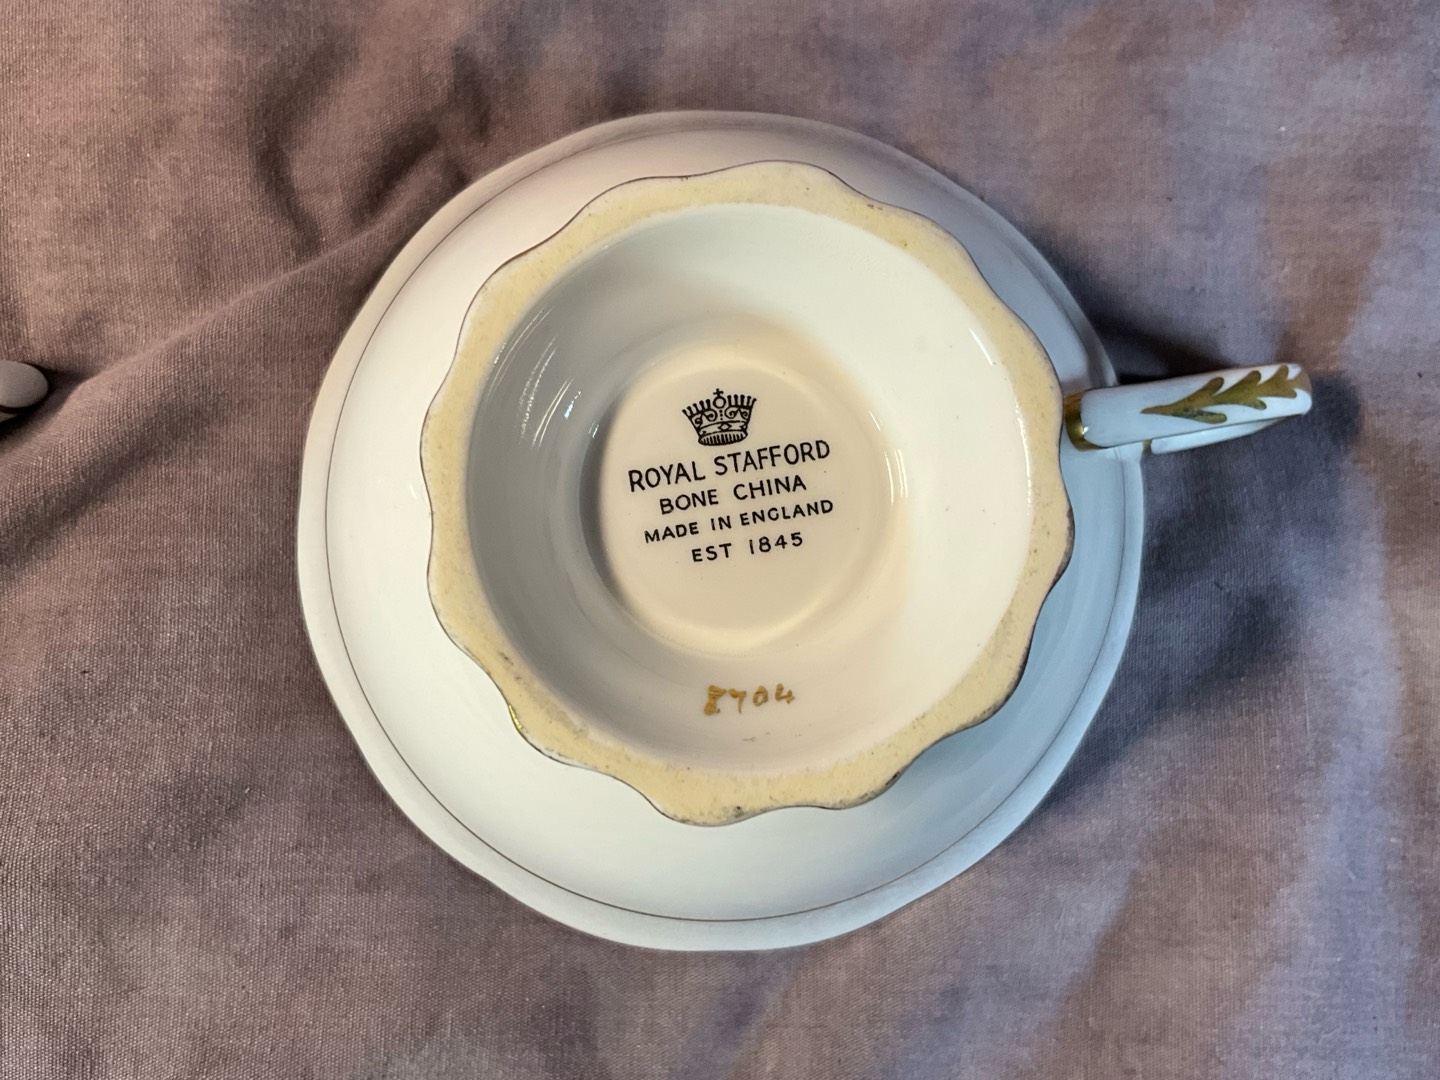 ROYAL STAFFORD
BONE CHINA
MADE IN ENGLAND
EST 1845
8704